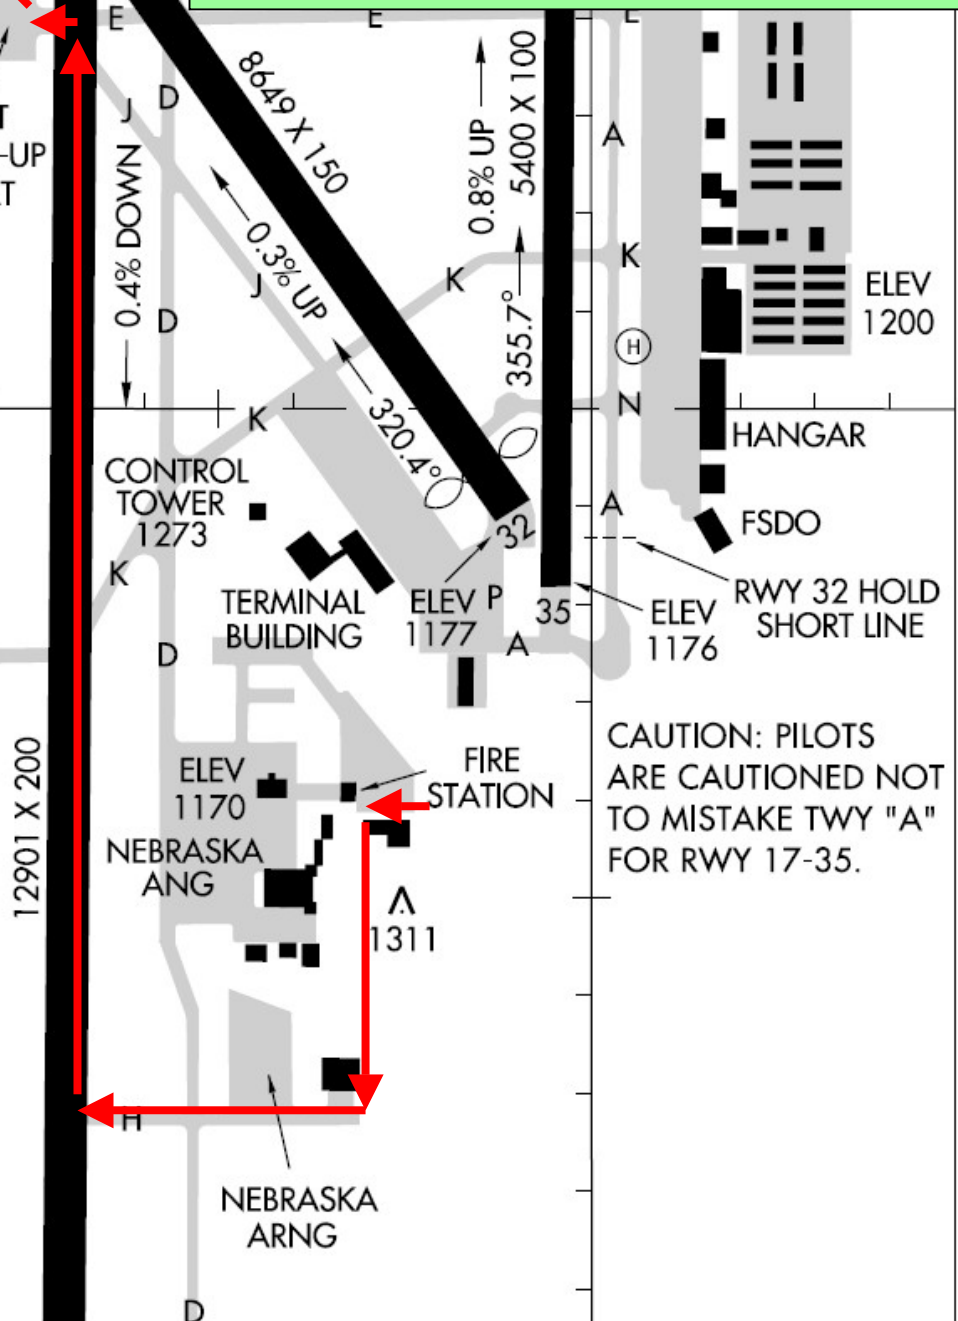 E
E
E
8649 X 150
0.8% UP
5400 X 100
D
J
A
T
-UP
T
0.4% DOWN
0.3% UP
K
K
J
355.7°
ELEV
1200
D
H
320.4°
K
N
HANGAR
CONTROL
TOWER
1273
A
FSDO
32
K
RWY 32 HOLD
SHORT LINE
TERMINAL
BUILDING
ELEV
1177
P
35
ELEV
1176
D
A
12901 X 200
CAUTION: PILOTS
ARE CAUTIONED NOT
TO MISTAKE TWY "A"
FOR RWY 17-35.
ELEV
1170
FIRE
STATION
NEBRASKA
ANG
1311
H
NEBRASKA
ARNG
D